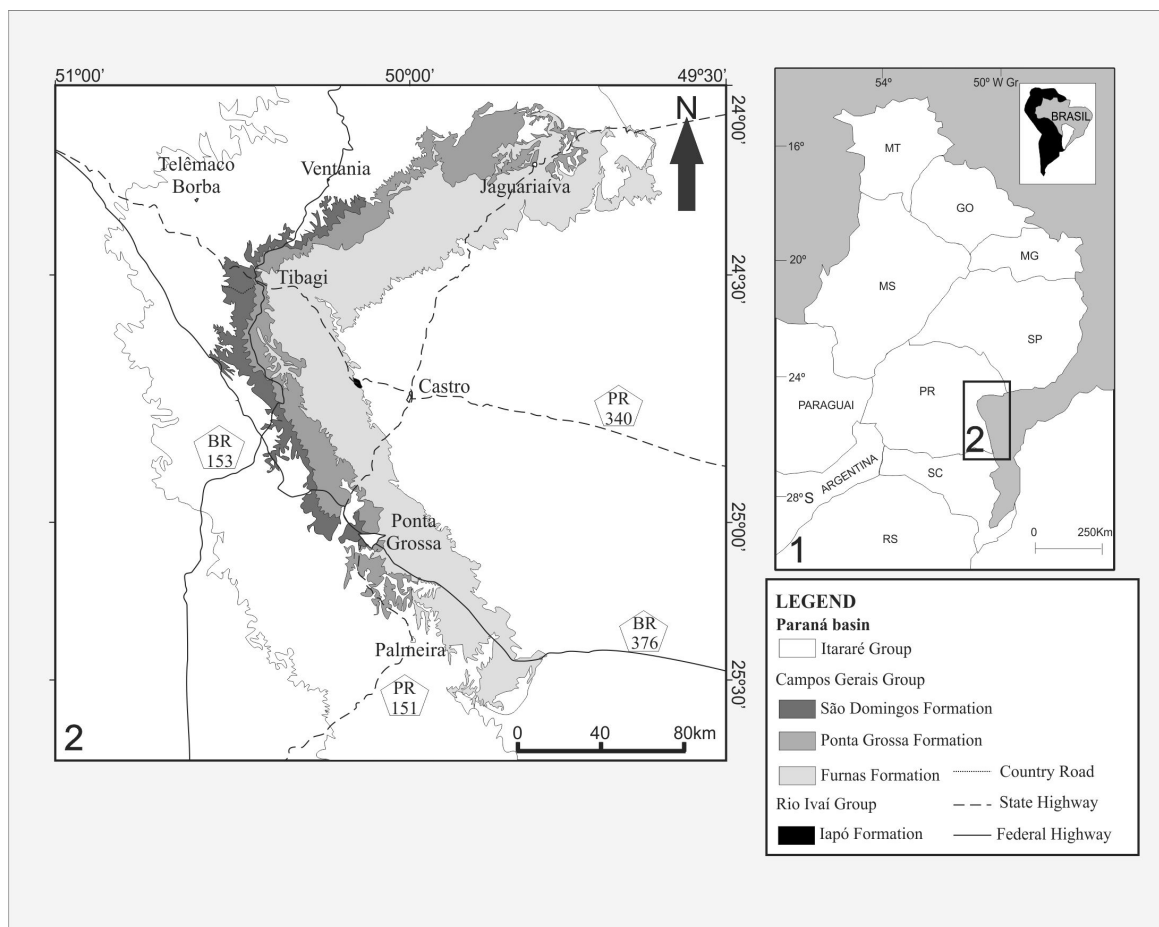 51º00'
50º00'
49º30'
24º00'
N
Telêmaco
Borba
Ventania
Jaguariaíva
Tibagi
24º30'
Castro
PR
340
BR
153
Ponta
Grossa
25º00'
Palmeira
BR
376
PR
151
25º30'
2
0 40 80km
54º
50º W Gr.
BRASIL
16º
MT
GO
20º
MG
MS
SP
24º
PR
PARAGUAI
2
ARGENTINA
SC
28º S
0 250Km
RS
1
LEGEND
Paraná basin
Itararé Group
Campos Gerais Group
São Domingos Formation
Ponta Grossa Formation
Furnas Formation
Country Road
Rio Ivaí Group
State Highway
Iapó Formation
Federal Highway